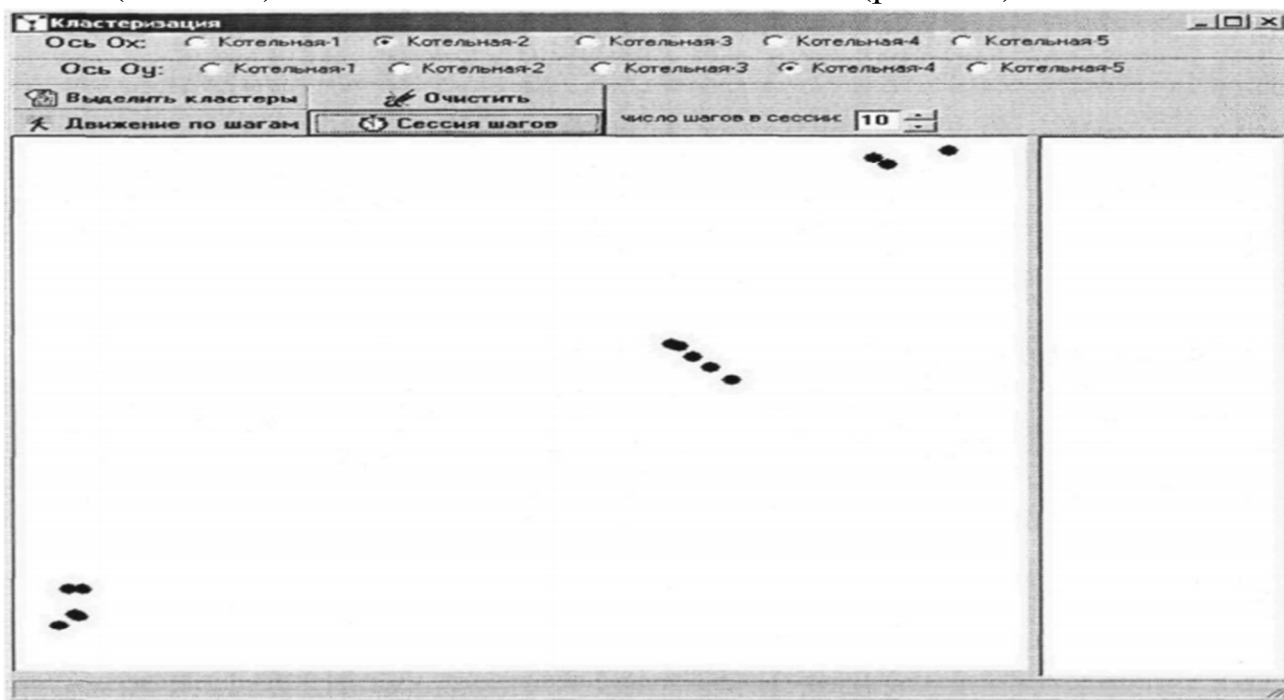 Кластеризация
Ось Ox: Котельная-1 Котельная-2 Котельная-3 Котельная-4 Котельная-5
Ось Oy: Котельная-1 Котельная-2 Котельная-3 Котельная-4 Котельная-5
Выделить кластеры Очистить
Движение по шагам Сессия шагов число шагов в сессии: 10